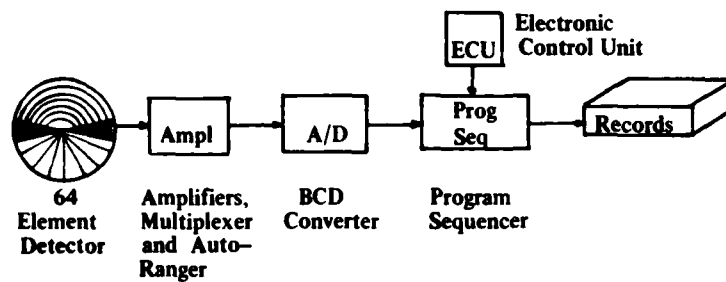 ECU
Electronic
Control Unit
Ampl
A/D
Prog
Seq
Records
64
Element
Detector
Amplifiers,
Multiplexer
and Auto—
Ranger
BCD
Converter
Program
Sequencer